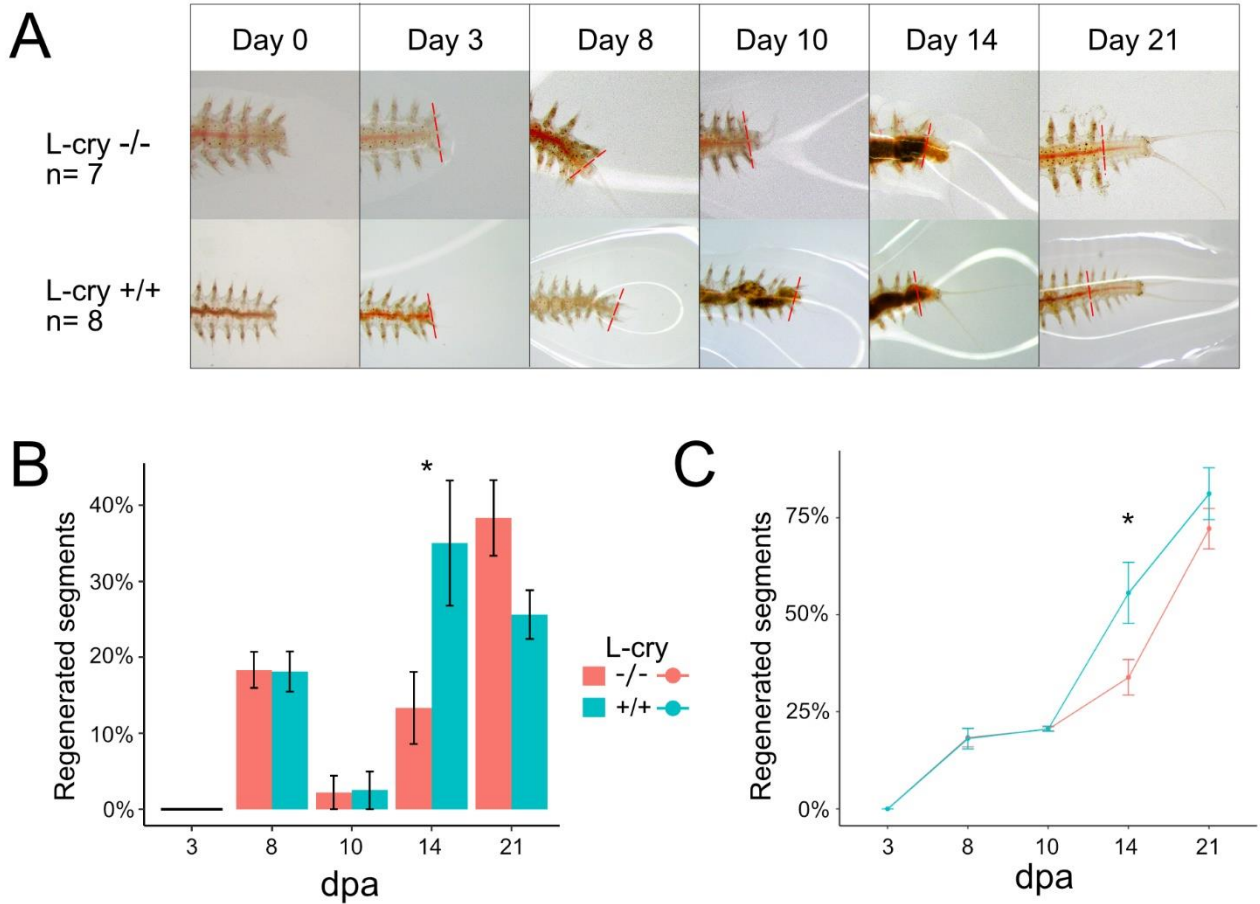 A
Day 0 Day 3 Day 8 Day 10 Day 14 Day 21
L-cry -/-
n= 7
L-cry +/+
n= 8
B
Regenerated segments
40%
30%
20%
10%
0%
*
3 8 10 14 21
dpa
L-cry
-/-
+/+
C
Regenerated segments
75%
50%
25%
0%
*
3 8 10 14 21
dpa